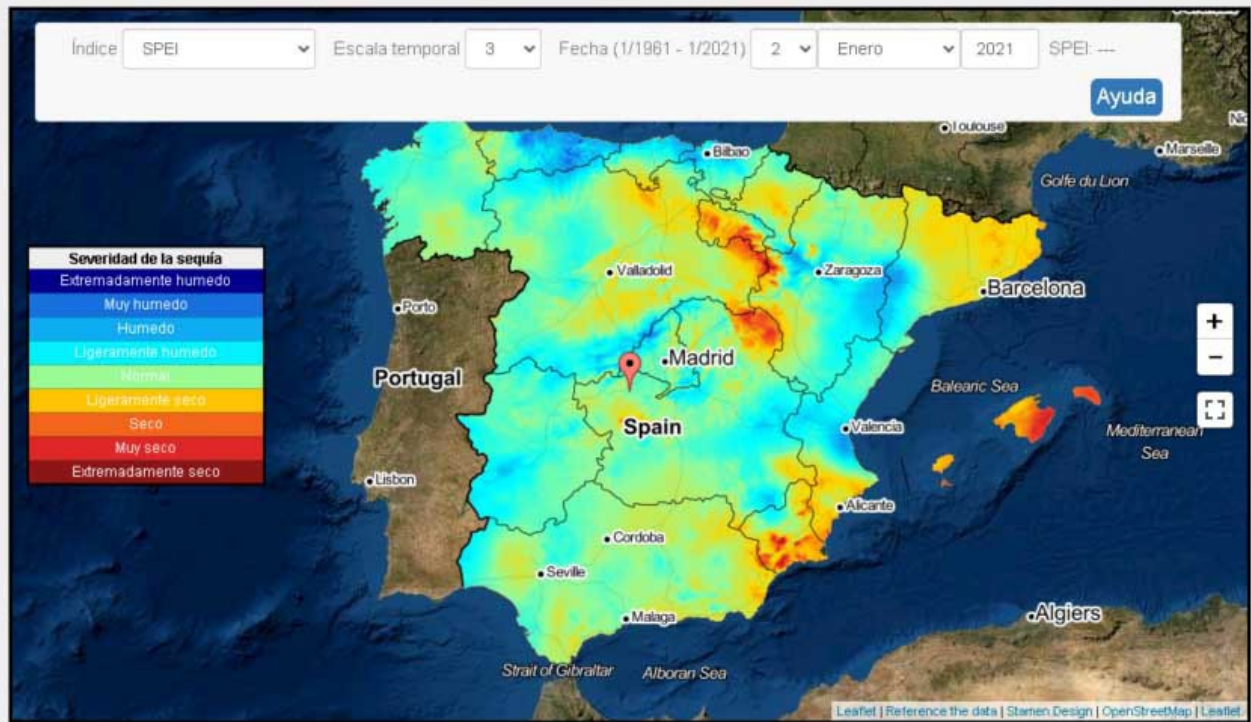 Índice SPEI Escala temporal 3 Fecha (1/1961 - 1/2021) 2 Enero 2021 SPEI: ---
Ayuda
Toulouse
Marseille
Bilbao
Golfe du Lion
Severidad de la sequía
Extremadamente humedo
Muy humedo
Humedo
Ligeramente humedo
Normal
Ligeramente seco
Seco
Muy seco
Extremadamente seco
Valladolid
Zaragoza
Barcelona
Porto
+
−
Madrid
Portugal
Balearic Sea
Spain
Valencia
Mediterranean
Sea
Lisbon
Alicante
Cordoba
Seville
Malaga
Algiers
Strait of Gibraltar
Alboran Sea
Leaflet | Reference the data | Stamen Design | OpenStreetMap | Leaflet